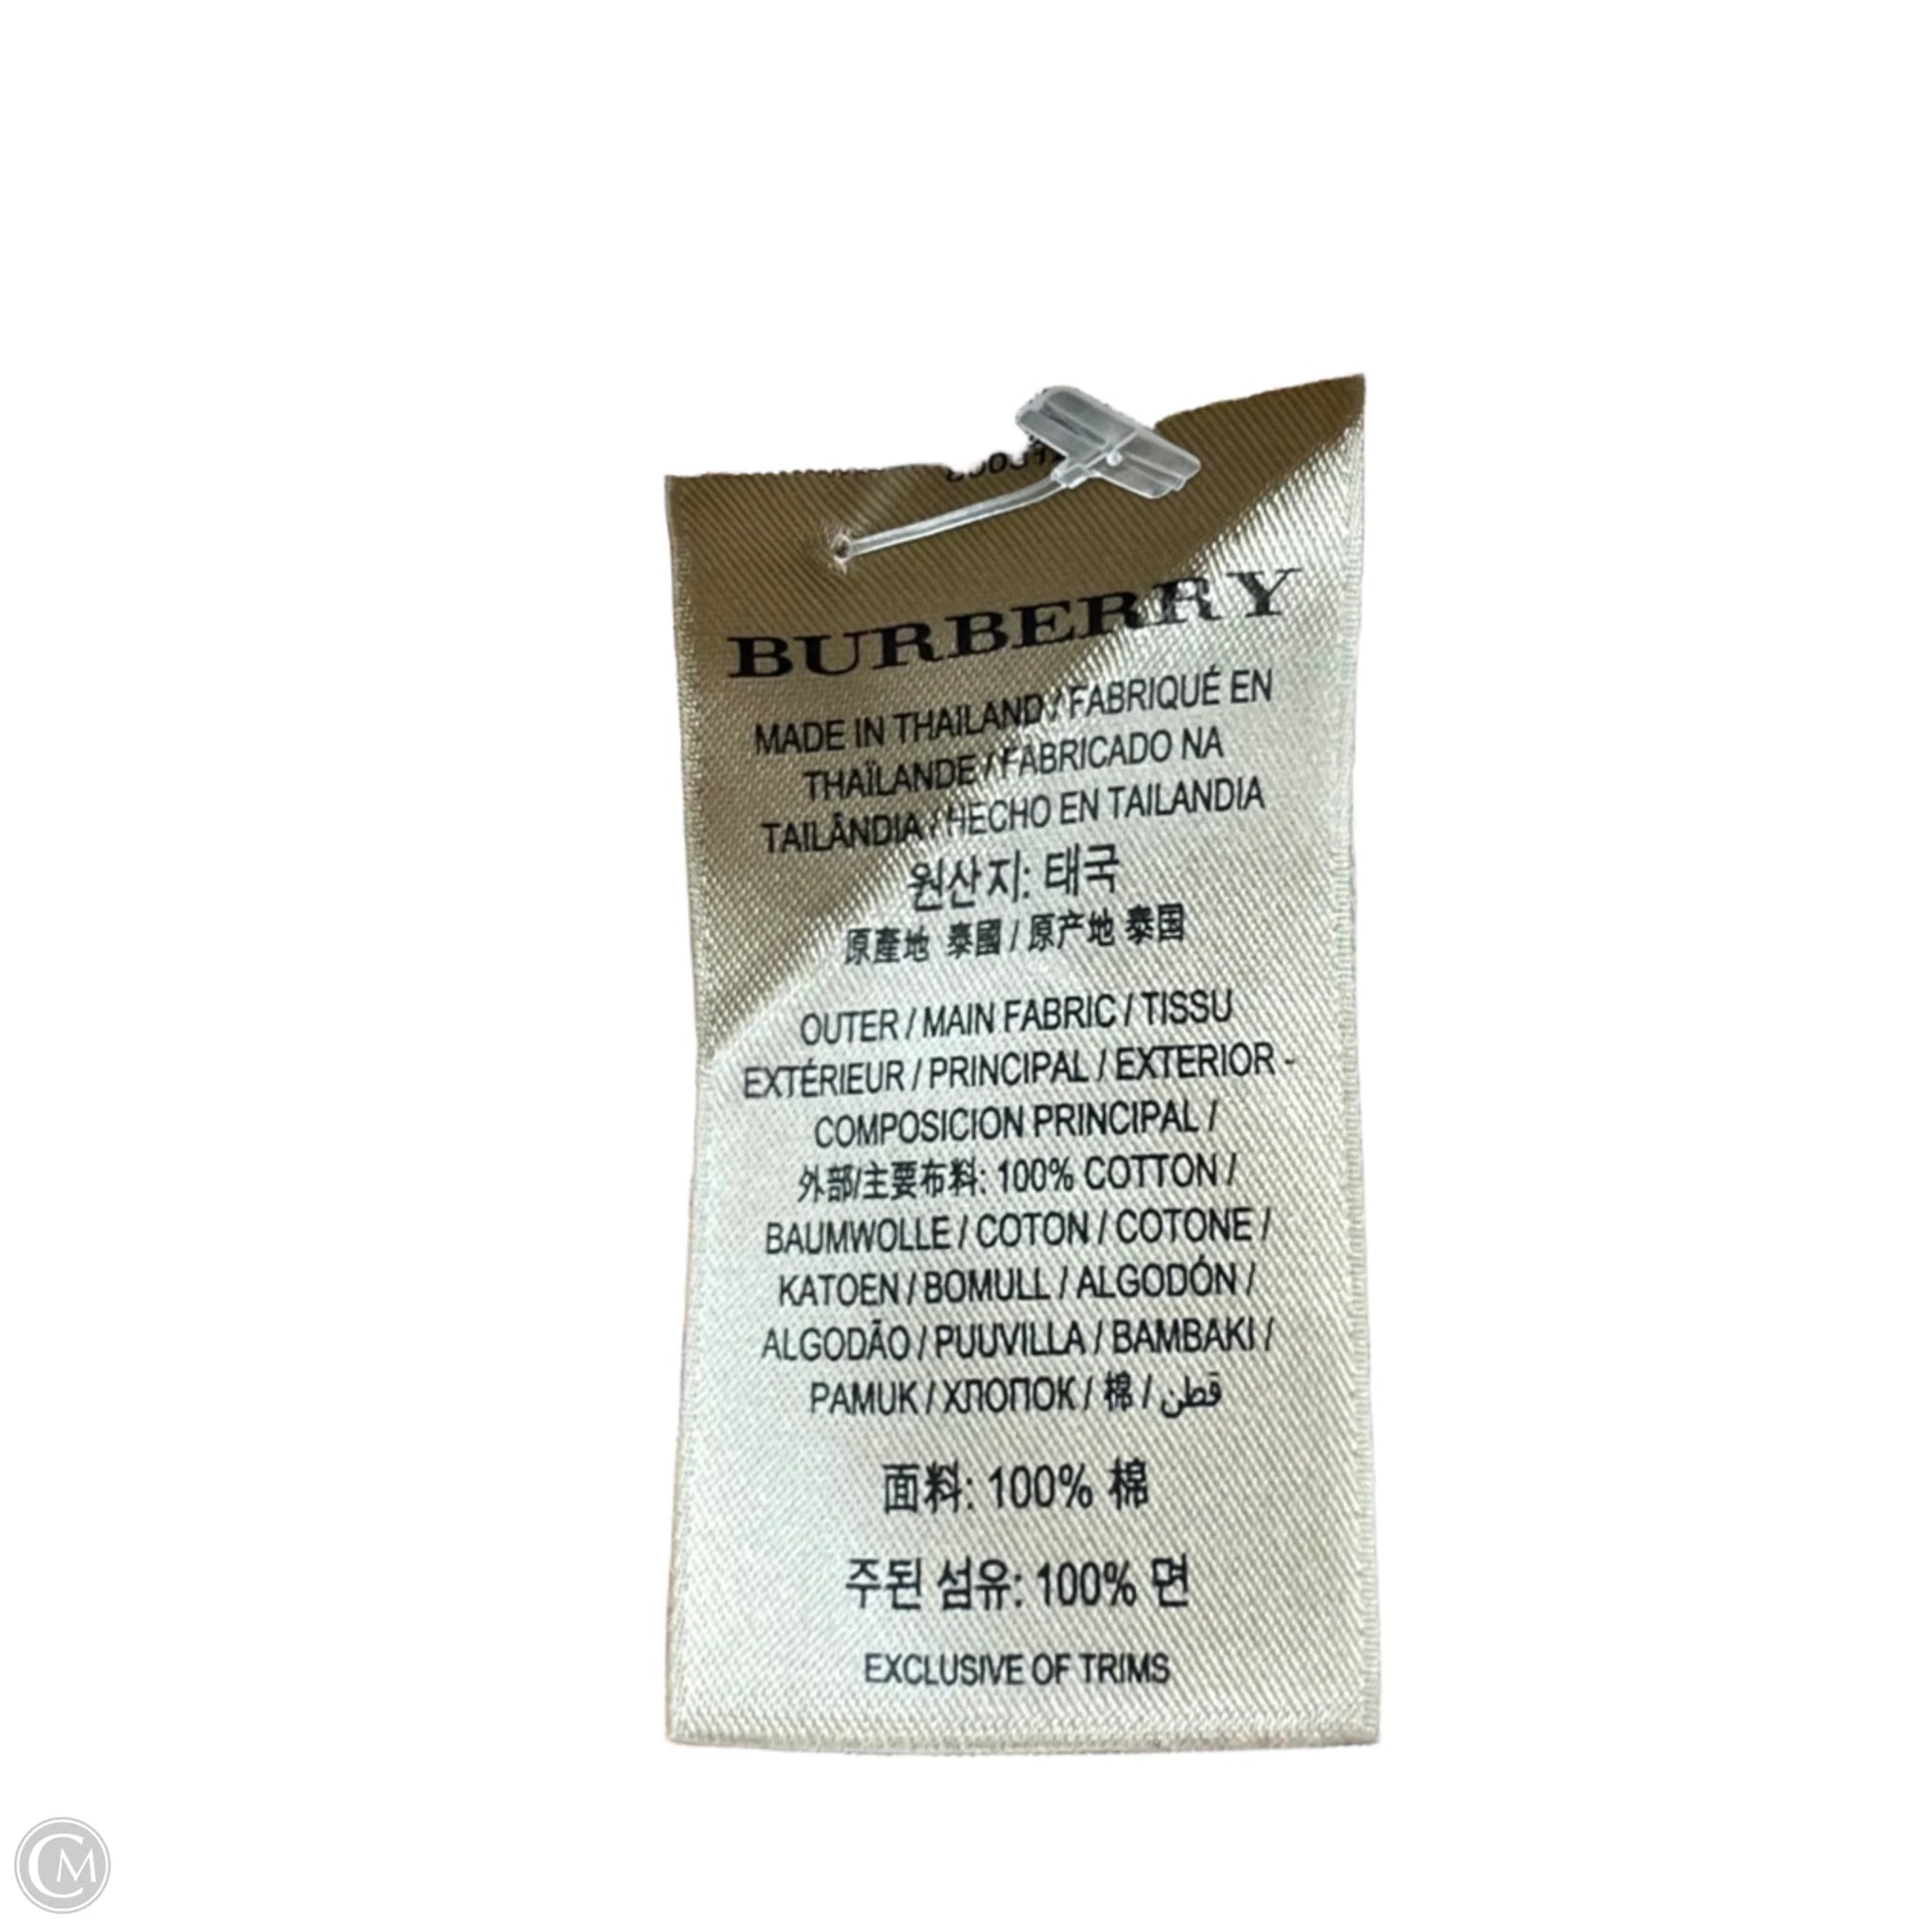 BURBERRY
MADE IN THAILAND / FABRIQUÉ EN
THAÏLANDE / FABRICADO NA
TAILÂNDIA / HECHO EN TAILANDIA
원산지: 태국
原產地 泰國 / 原产地 泰国
OUTER / MAIN FABRIC / TISSU
EXTÉRIEUR / PRINCIPAL / EXTERIOR -
COMPOSICION PRINCIPAL /
外部/主要布料: 100% COTTON /
BAUMWOLLE / COTON / COTONE /
KATOEN / BOMULL / ALGODÓN /
ALGODÃO / PUUVILLA / BAMBAKI /
PAMUK / ХЛОПОК / 棉 / قطن
面料: 100% 棉
주된 섬유: 100% 면
EXCLUSIVE OF TRIMS
CM